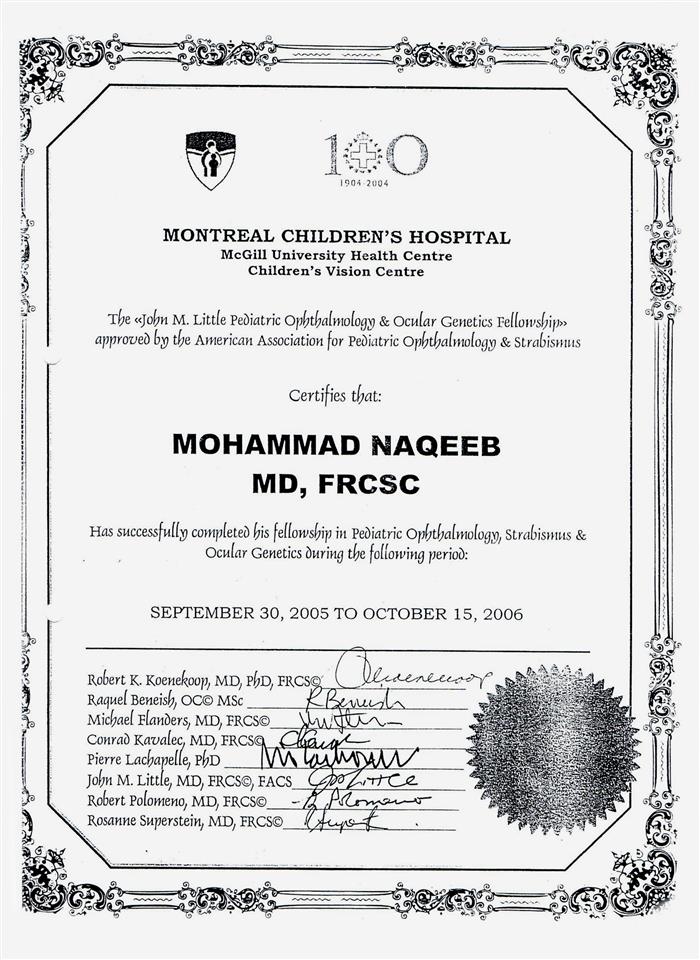 100
1904-2004
MONTREAL CHILDREN'S HOSPITAL
McGill University Health Centre
Children's Vision Centre
The «John M. Little Pediatric Ophthalmology & Ocular Genetics Fellowship»
approved by the American Association for Pediatric Ophthalmology & Strabismus
Certifies that:
MOHAMMAD NAQEEB
MD, FRCSC
Has successfully completed his fellowship in Pediatric Ophthalmology, Strabismus &
Ocular Genetics during the following period:
SEPTEMBER 30, 2005 TO OCTOBER 15, 2006
Robert K. Koenekoop, MD, PhD, FRCS©
Raquel Beneish, OC© MSc R Beneish
Michael Flanders, MD, FRCS©
Conrad Kavalec, MD, FRCS©
Pierre Lachapelle, PhD
John M. Little, MD, FRCS©, FACS
Robert Polomeno, MD, FRCS©
Rosanne Superstein, MD, FRCS©